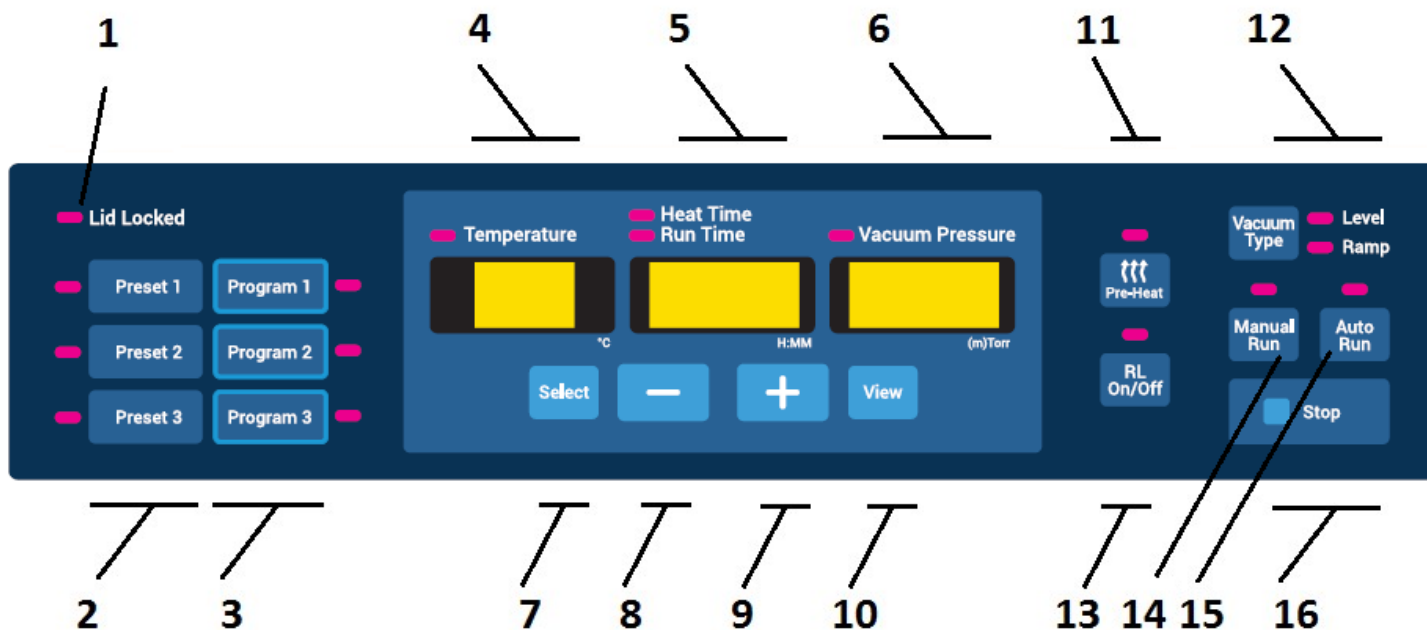 1
4
5
6
11
12
Lid Locked
Preset 1
Program 1
Preset 2
Program 2
Preset 3
Program 3
Temperature
Heat Time
Run Time
Vacuum Pressure
°C
H:MM
(m)Torr
Select
−
+
View
Pre-Heat
RL
On/Off
Vacuum
Type
Level
Ramp
Manual
Run
Auto
Run
Stop
2
3
7
8
9
10
13
14
15
16